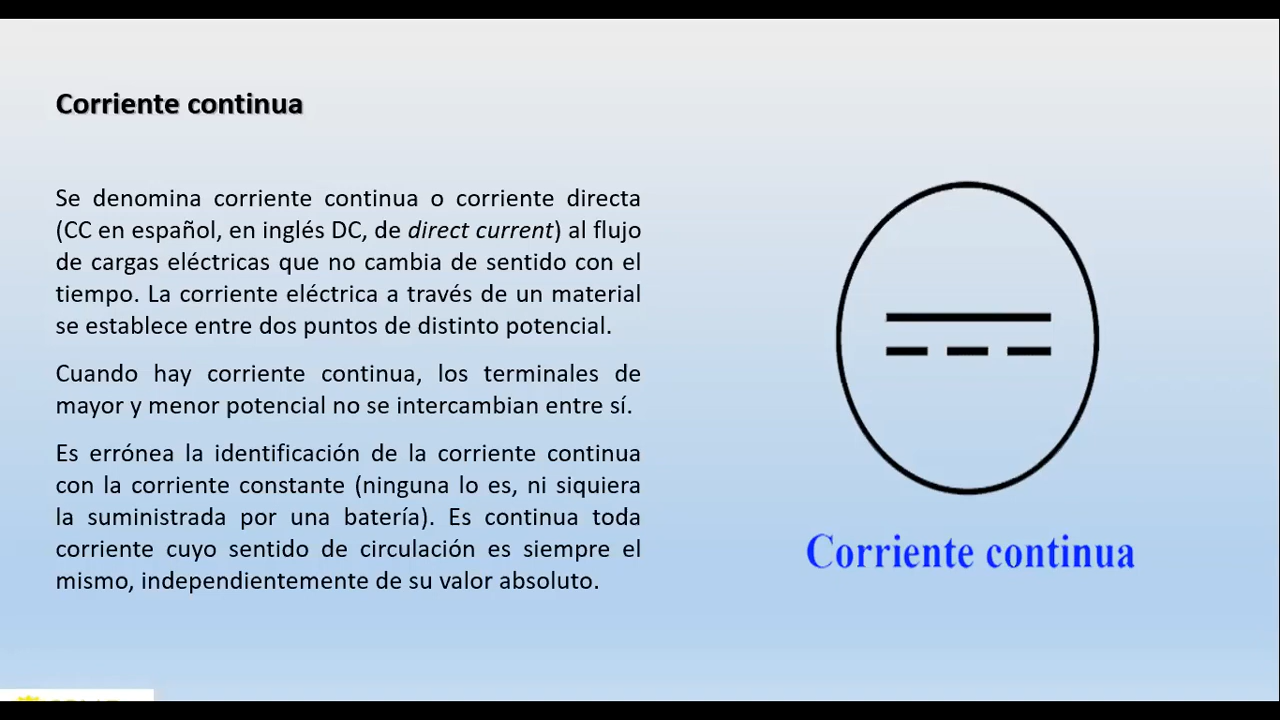 Corriente continua
Se denomina corriente continua o corriente directa
(CC en español, en inglés DC, de direct current) al flujo
de cargas eléctricas que no cambia de sentido con el
tiempo. La corriente eléctrica a través de un material
se establece entre dos puntos de distinto potencial.
Cuando hay corriente continua, los terminales de
mayor y menor potencial no se intercambian entre sí.
Es errónea la identificación de la corriente continua
con la corriente constante (ninguna lo es, ni siquiera
la suministrada por una batería). Es continua toda
corriente cuyo sentido de circulación es siempre el
mismo, independientemente de su valor absoluto.
Corriente continua